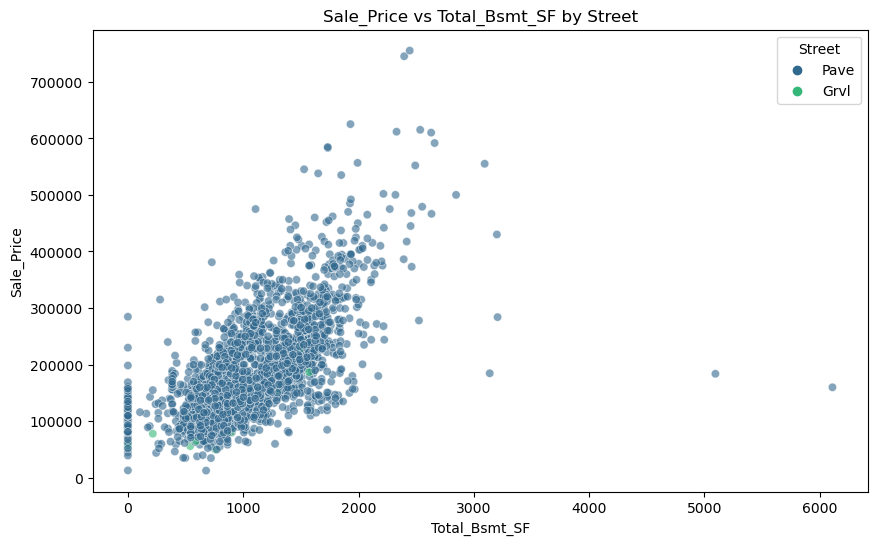 Sale_Price vs Total_Bsmt_SF by Street
Street
Pave
Grvl
700000
600000
500000
400000
300000
200000
100000
0
Sale_Price
0 1000 2000 3000 4000 5000 6000
Total_Bsmt_SF